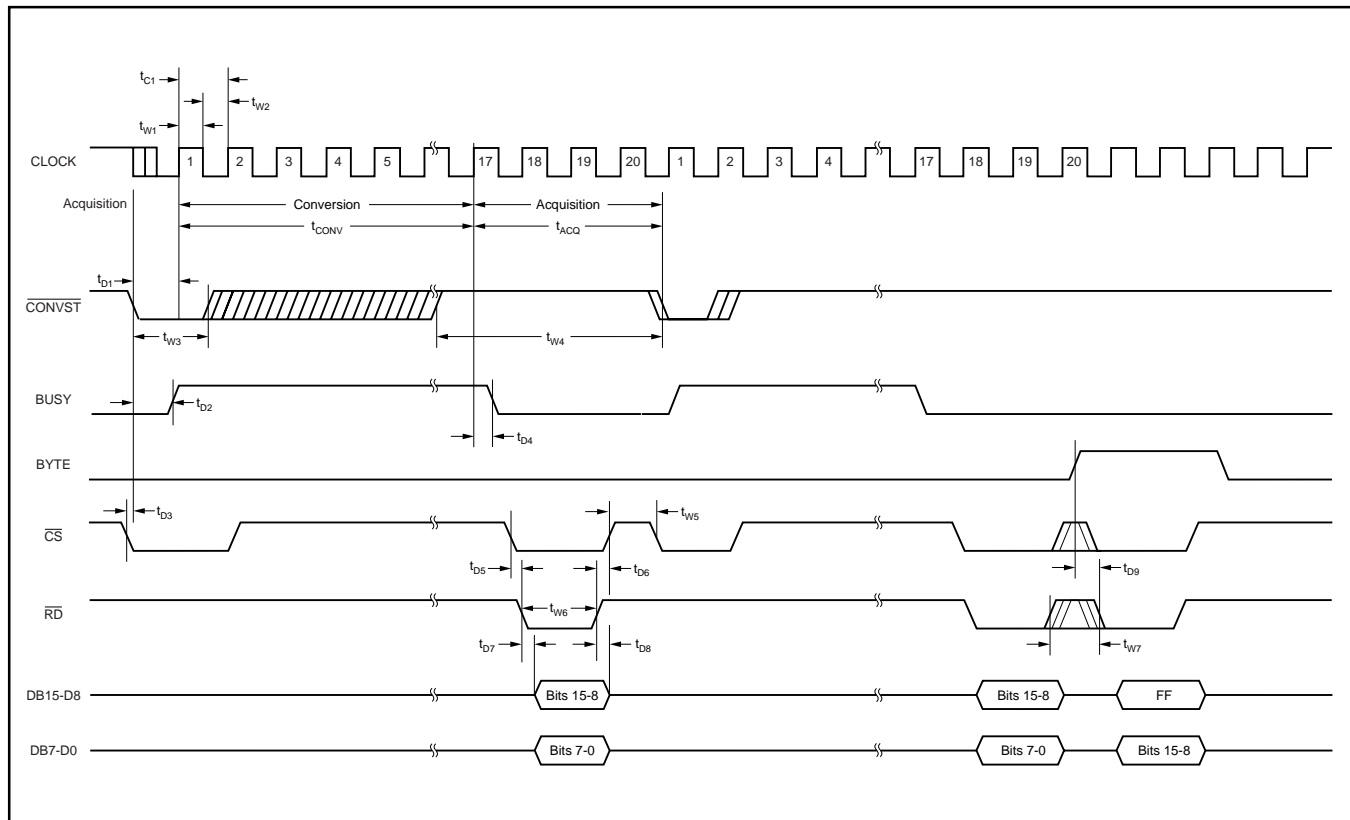 tC1
tW2
tW1
CLOCK 1 2 3 4 5 17 18 19 20 1 2 3 4 17 18 19 20
Acquisition Conversion Acquisition
tCONV tACQ
tD1
CONVST
tW3 tW4
BUSY
tD2
tD4
BYTE
tD3 tW5
CS
tD5 tD6 tD9
RD
tW6
tD7 tD8 tW7
DB15-D8 Bits 15-8 Bits 15-8 FF
DB7-D0 Bits 7-0 Bits 7-0 Bits 15-8